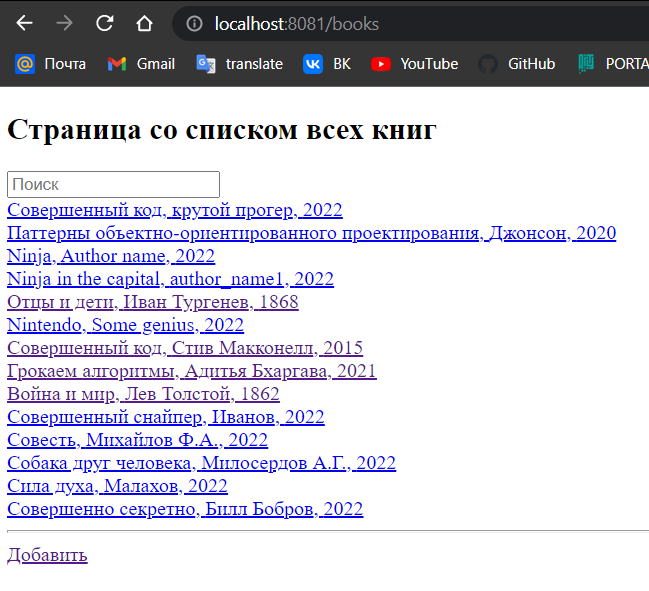 localhost:8081/books
Почта Gmail translate ВК YouTube GitHub PORTA
Страница со списком всех книг
Поиск
Совершенный код, крутой прогер, 2022
Паттерны объектно-ориентированного проектирования, Джонсон, 2020
Ninja, Author name, 2022
Ninja in the capital, author_name1, 2022
Отцы и дети, Иван Тургенев, 1868
Nintendo, Some genius, 2022
Совершенный код, Стив Макконелл, 2015
Грокаем алгоритмы, Адитья Бхаргава, 2021
Война и мир, Лев Толстой, 1862
Совершенный снайпер, Иванов, 2022
Совесть, Михайлов Ф.А., 2022
Собака друг человека, Милосердов А.Г., 2022
Сила духа, Малахов, 2022
Совершенно секретно, Билл Бобров, 2022
Добавить